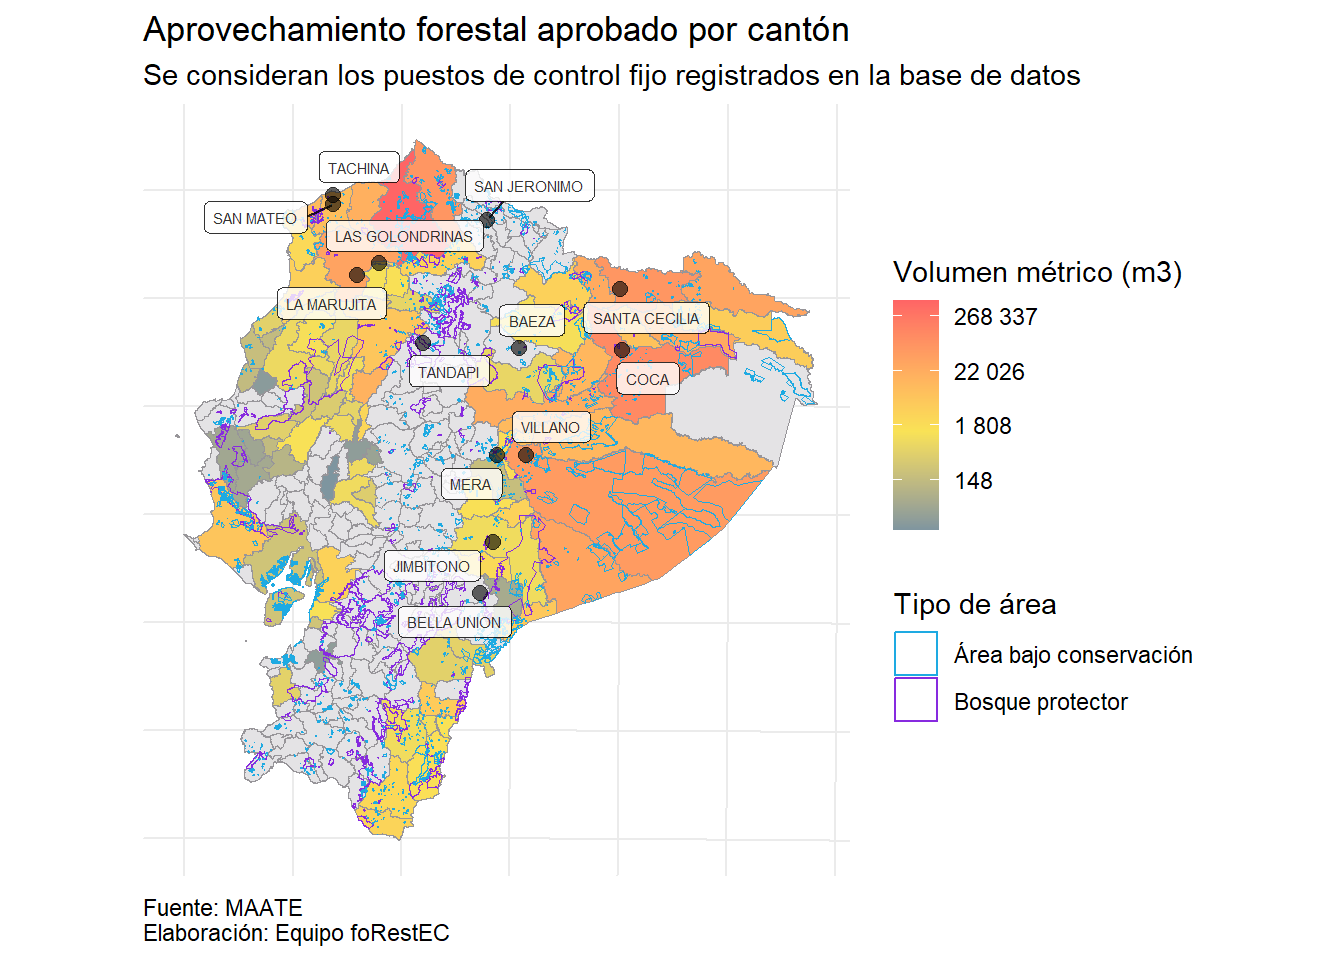 Aprovechamiento forestal aprobado por cantón
Se consideran los puestos de control fijo registrados en la base de datos
TACHINA
SAN JERONIMO
SAN MATEO
LAS GOLONDRINAS
LA MARUJITA
BAEZA
SANTA CECILIA
TANDAPI
COCA
VILLANO
MERA
JIMBITONO
BELLA UNION
Volumen métrico (m3)
268 337
22 026
1 808
148
Tipo de área
Área bajo conservación
Bosque protector
Fuente: MAATE
Elaboración: Equipo foRestEC